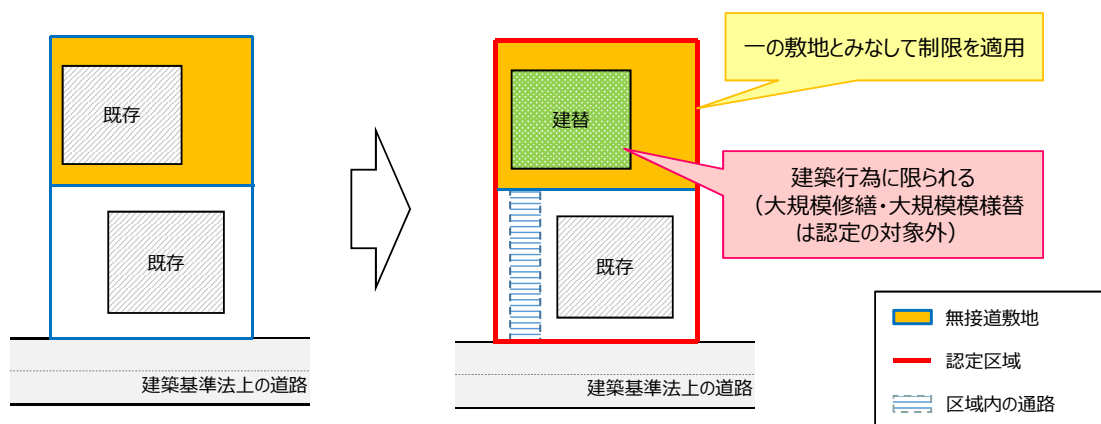 既存
既存
建築基準法上の道路
一の敷地とみなして制限を適用
建替
建築行為に限られる
（大規模修繕・大規模模様替
は認定の対象外）
既存
建築基準法上の道路
無接道敷地
認定区域
区域内の通路